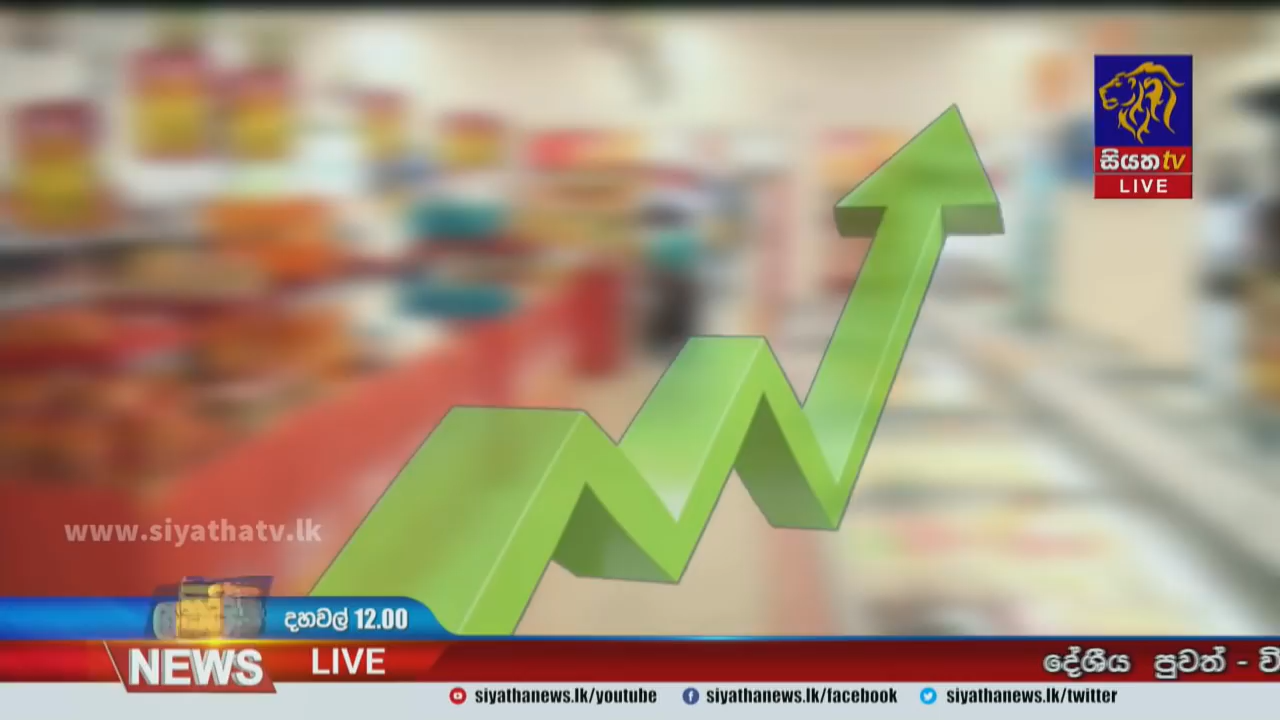 සියත tv
LIVE
www.siyathatv.lk
දහවල් 12.00
NEWS LIVE
දේශීය පුවත් - වි
siyathanews.lk/youtube siyathanews.lk/facebook siyathanews.lk/twitter